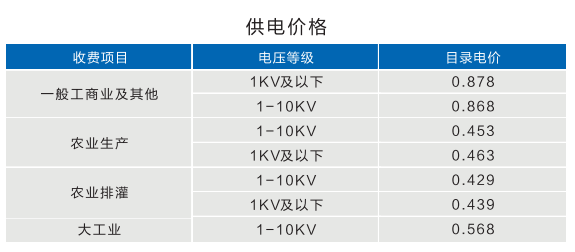 供电价格
收费项目 电压等级 目录电价
一般工商业及其他 1KV及以下 0.878
1-10KV 0.868
农业生产 1-10KV 0.453
1KV及以下 0.463
农业排灌 1-10KV 0.429
1KV及以下 0.439
大工业 1-10KV 0.568